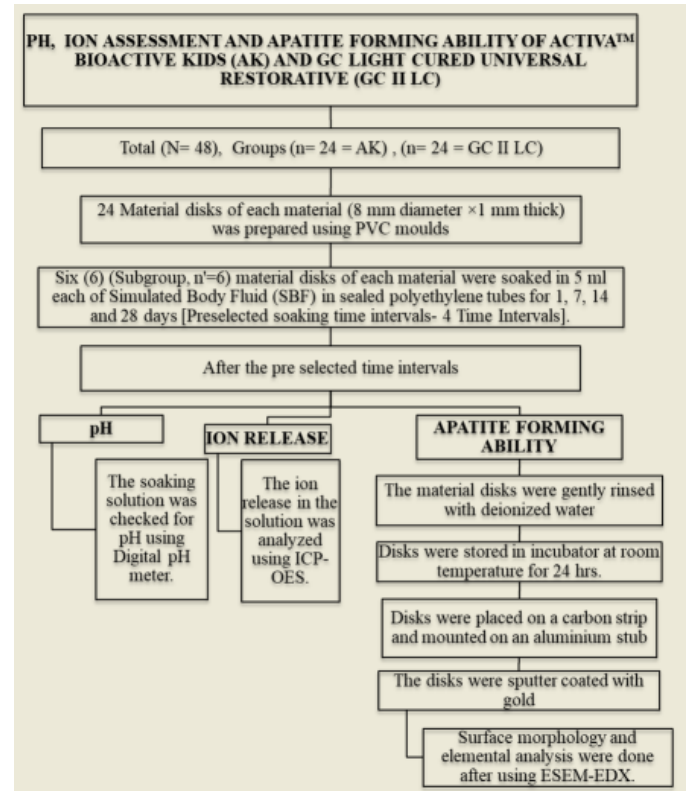 PH, ION ASSESSMENT AND APATITE FORMING ABILITY OF ACTIVA™
BIOACTIVE KIDS (AK) AND GC LIGHT CURED UNIVERSAL
RESTORATIVE (GC II LC)
Total (N= 48), Groups (n= 24 = AK) , (n= 24 = GC II LC)
24 Material disks of each material (8 mm diameter ×1 mm thick)
was prepared using PVC moulds
Six (6) (Subgroup, n'=6) material disks of each material were soaked in 5 ml
each of Simulated Body Fluid (SBF) in sealed polyethylene tubes for 1, 7, 14
and 28 days [Preselected soaking time intervals- 4 Time Intervals].
After the pre selected time intervals
pH
The soaking
solution was
checked for
pH using
Digital pH
meter.
ION RELEASE
The ion
release in the
solution was
analyzed
using ICP-
OES.
APATITE FORMING
ABILITY
The material disks were gently rinsed
with deionized water
Disks were stored in incubator at room
temperature for 24 hrs.
Disks were placed on a carbon strip
and mounted on an aluminium stub
The disks were sputter coated with
gold
Surface morphology and
elemental analysis were done
after using ESEM-EDX.